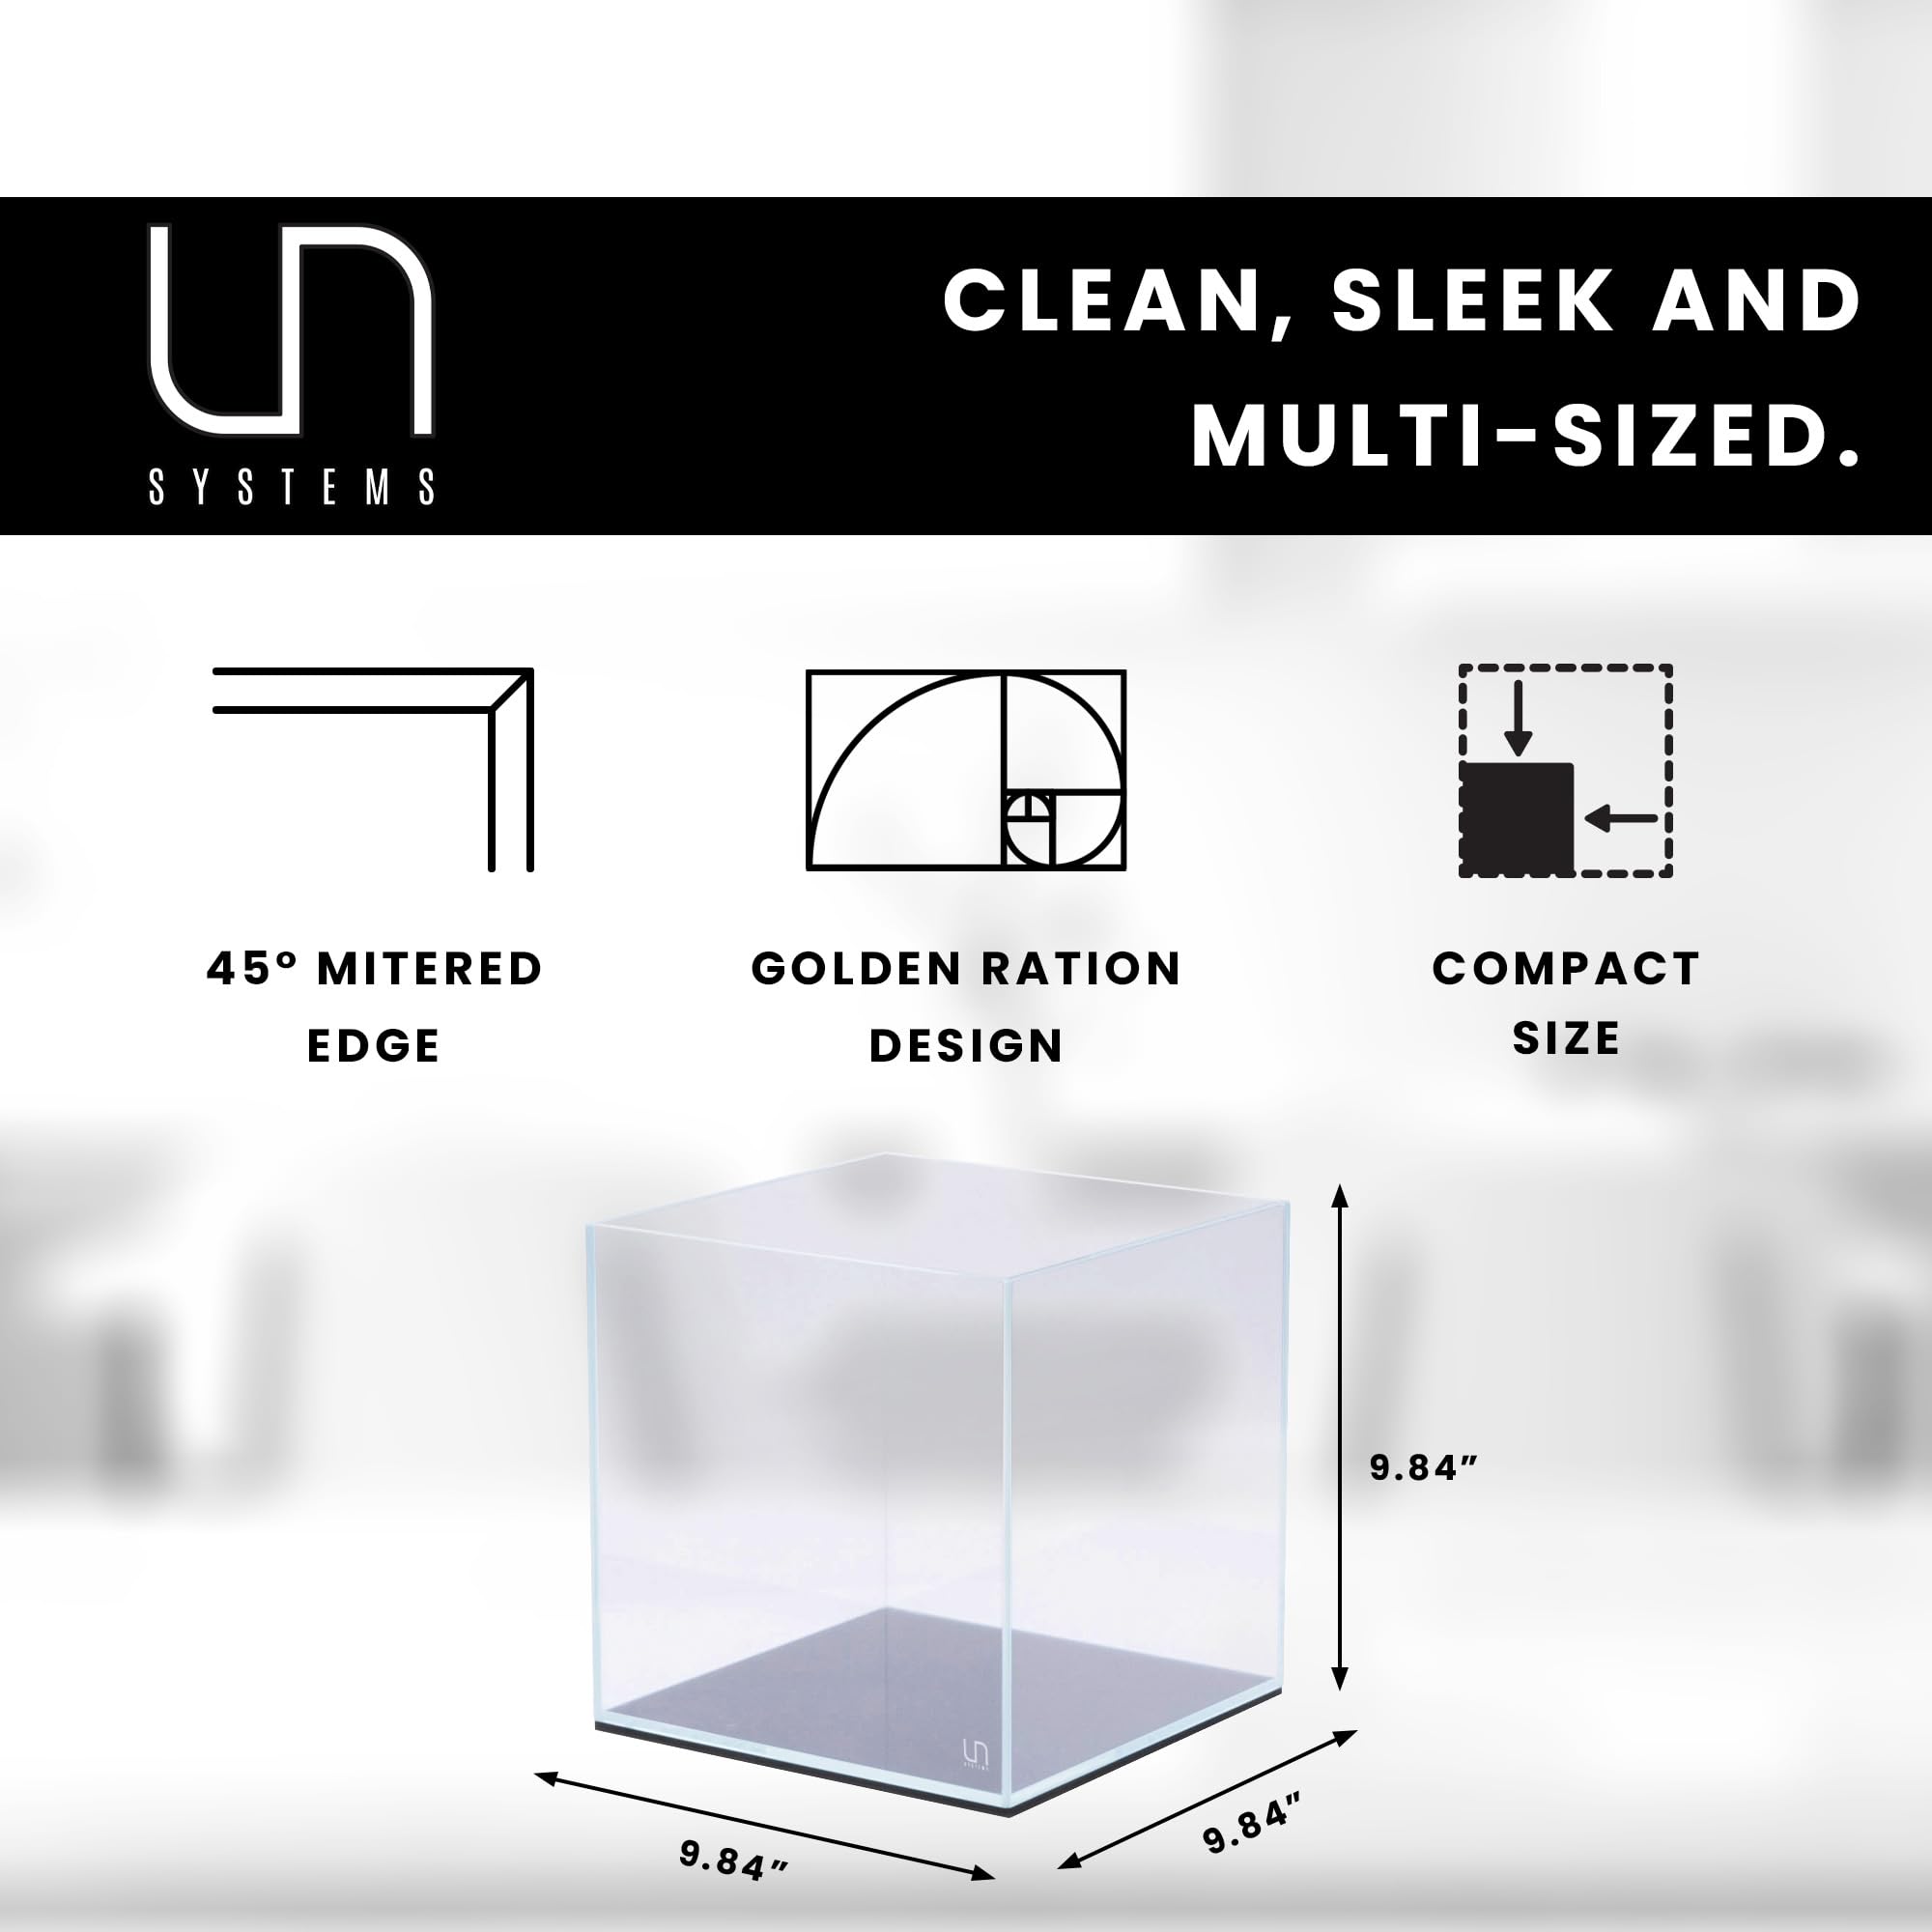 un
SYSTEMS
CLEAN, SLEEK AND
MULTI-SIZED.
45° MITERED
EDGE
GOLDEN RATION
DESIGN
COMPACT
SIZE
9.84"
un
SYSTEMS
9.84"
9.84"